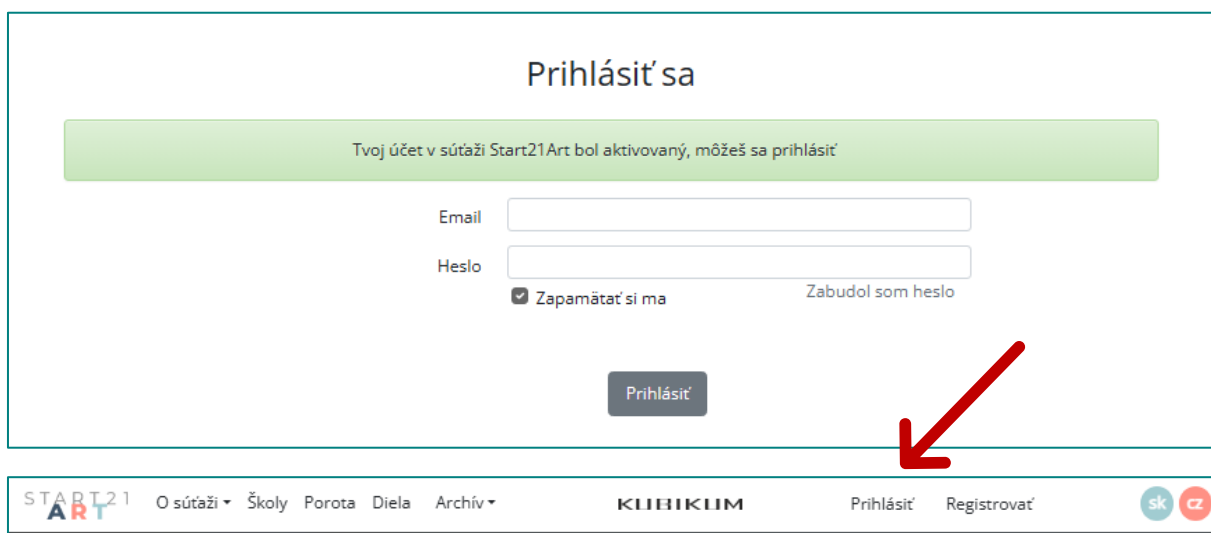 Prihlásiť sa
Tvoj účet v súťaži Start21Art bol aktivovaný, môžeš sa prihlásiť
Email
Heslo
Zapamätať si ma Zabudol som heslo
Prihlásiť
START21 ART O súťaži Školy Porota Diela Archív KUBIKUM Prihlásiť Registrovať sk cz